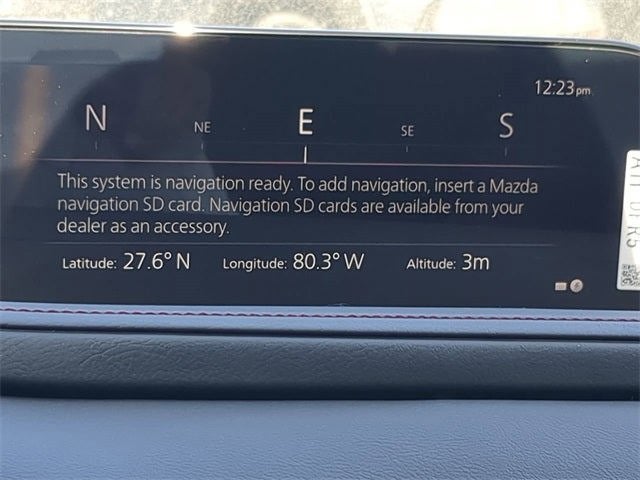 12:23pm
N NE E SE S
This system is navigation ready. To add navigation, insert a Mazda
navigation SD card. Navigation SD cards are available from your
dealer as an accessory.
Latitude: 27.6° N Longitude: 80.3° W Altitude: 3m